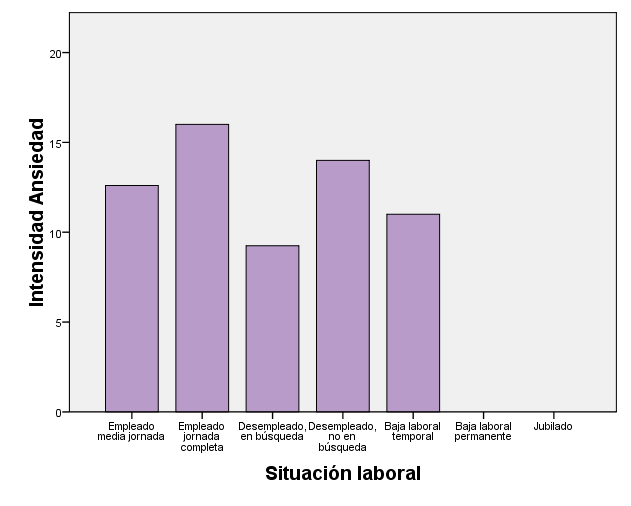 Intensidad Ansiedad
20
15
10
5
0
Empleado
media jornada
Empleado
jornada
completa
Desempleado,
en búsqueda
Desempleado,
no en
búsqueda
Baja laboral
temporal
Baja laboral
permanente
Jubilado
Situación laboral